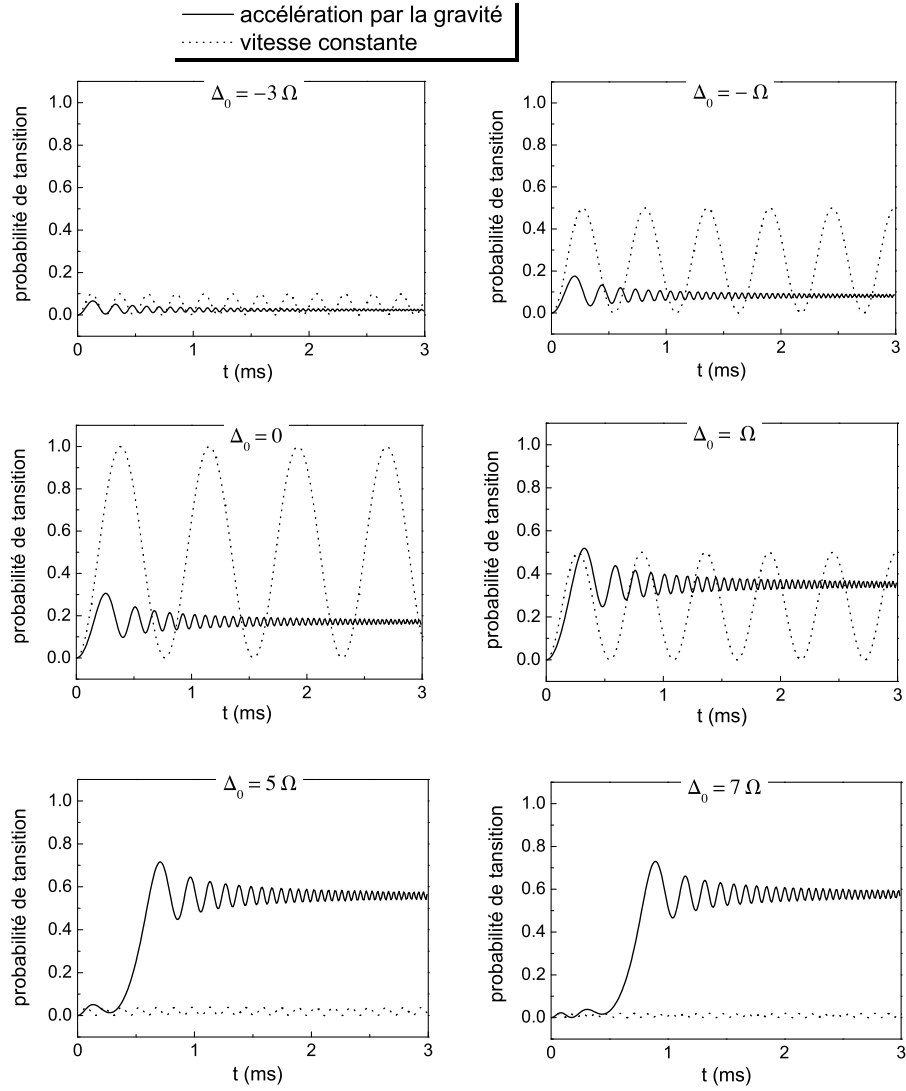 accélération par la gravité
vitesse constante
Δ₀ = −3 Ω
probabilité de tansition
1.0
0.8
0.6
0.4
0.2
0.0
0 1 2 3
t (ms)
Δ₀ = − Ω
probabilité de tansition
1.0
0.8
0.6
0.4
0.2
0.0
0 1 2 3
t (ms)
Δ₀ = 0
probabilité de tansition
1.0
0.8
0.6
0.4
0.2
0.0
0 1 2 3
t (ms)
Δ₀ = Ω
probabilité de tansition
1.0
0.8
0.6
0.4
0.2
0.0
0 1 2 3
t (ms)
Δ₀ = 5 Ω
probabilité de tansition
1.0
0.8
0.6
0.4
0.2
0.0
0 1 2 3
t (ms)
Δ₀ = 7 Ω
probabilité de tansition
1.0
0.8
0.6
0.4
0.2
0.0
0 1 2 3
t (ms)